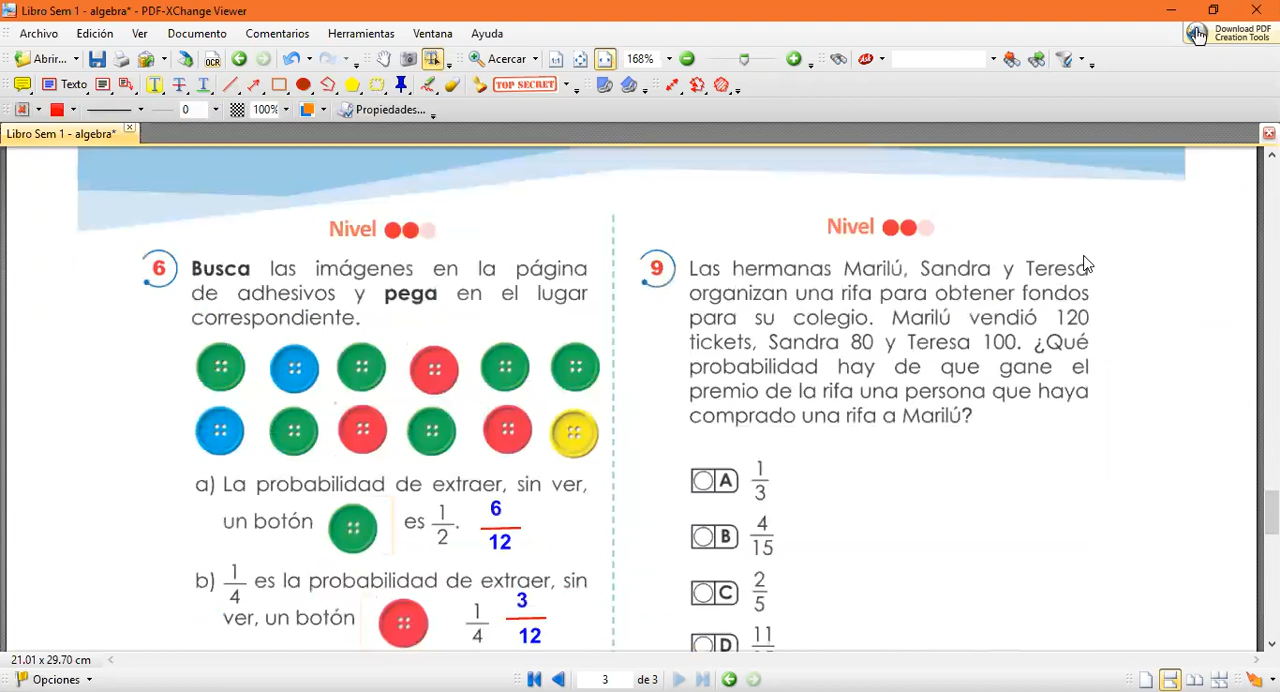 Libro Sem 1 - algebra* - PDF-XChange Viewer
Archivo Edición Ver Documento Comentarios Herramientas Ventana Ayuda
Download PDF
Creation Tools
Abrir... OCR Acercar 168%
Texto TOP SECRET
0 100% Propiedades...
Libro Sem 1 - algebra*
Nivel
6 Busca las imágenes en la página
de adhesivos y pega en el lugar
correspondiente.
a) La probabilidad de extraer, sin ver,
un botón es 1/2. 6/12
b) 1/4 es la probabilidad de extraer, sin
ver, un botón 1/4 3/12
Nivel
9 Las hermanas Marilú, Sandra y Teresa
organizan una rifa para obtener fondos
para su colegio. Marilú vendió 120
tickets, Sandra 80 y Teresa 100. ¿Qué
probabilidad hay de que gane el
premio de la rifa una persona que haya
comprado una rifa a Marilú?
A 1/3
B 4/15
C 2/5
D 11
21.01 x 29.70 cm
Opciones 3 de 3